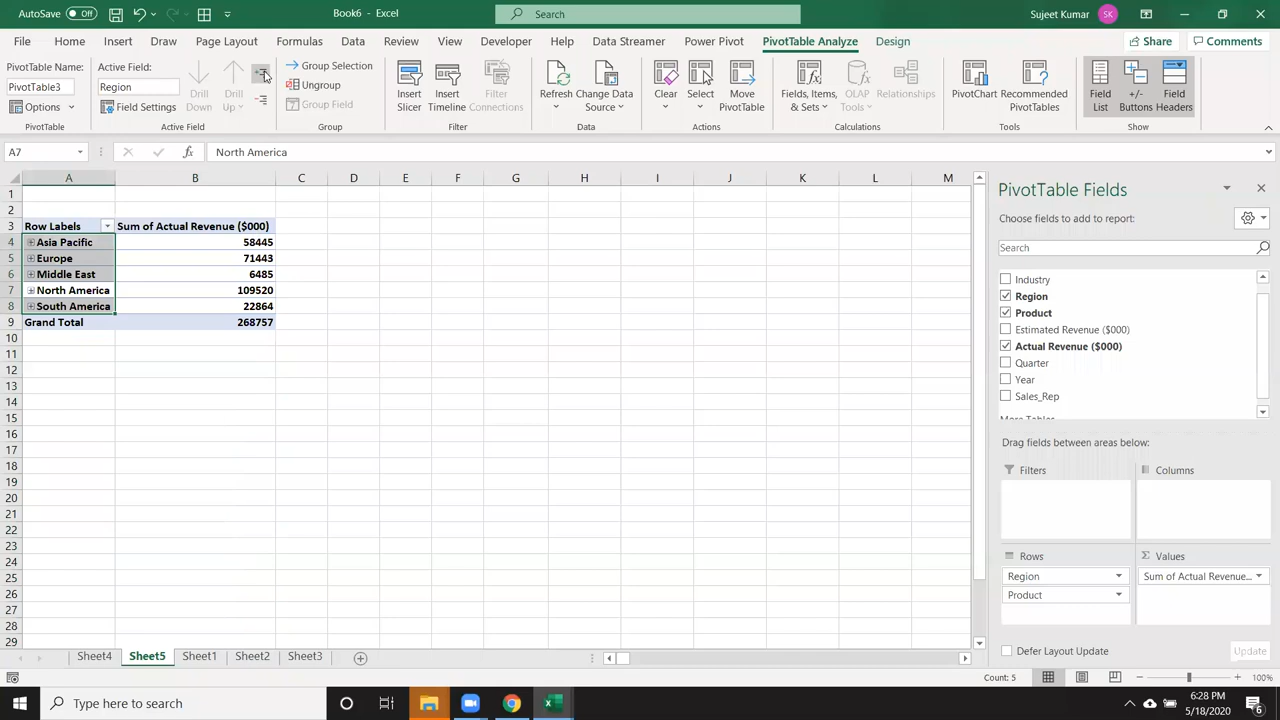 AutoSave Off Book6 - Excel Search Sujeet Kumar SK
File Home Insert Draw Page Layout Formulas Data Review View Developer Help Data Streamer Power Pivot PivotTable Analyze Design Share Comments
PivotTable Name: Active Field: Group Selection
PivotTable3 Region Ungroup
Options Field Settings Drill Down Drill Up Group Field
Insert Slicer Insert Timeline Filter Connections Refresh Change Data Source Clear Select Move PivotTable Fields, Items, & Sets OLAP Tools Relationships PivotChart Recommended PivotTables Field List +/- Buttons Field Headers
PivotTable Active Field Group Filter Data Actions Calculations Tools Show
A7 fx North America
A B C D E F G H I J K L M
1
2
3 Row Labels Sum of Actual Revenue ($000)
4 Asia Pacific 58445
5 Europe 71443
6 Middle East 6485
7 North America 109520
8 South America 22864
9 Grand Total 268757
10
11
12
13
14
15
16
17
18
19
20
21
22
23
24
25
26
27
28
29
PivotTable Fields
Choose fields to add to report:
Search
Industry
Region
Product
Estimated Revenue ($000)
Actual Revenue ($000)
Quarter
Year
Sales_Rep
More Tables
Drag fields between areas below:
Filters Columns
Rows Values
Region Sum of Actual Revenue...
Product
Defer Layout Update Update
Sheet4 Sheet5 Sheet1 Sheet2 Sheet3
Count: 5 100%
Type here to search 6:28 PM
5/18/2020 6